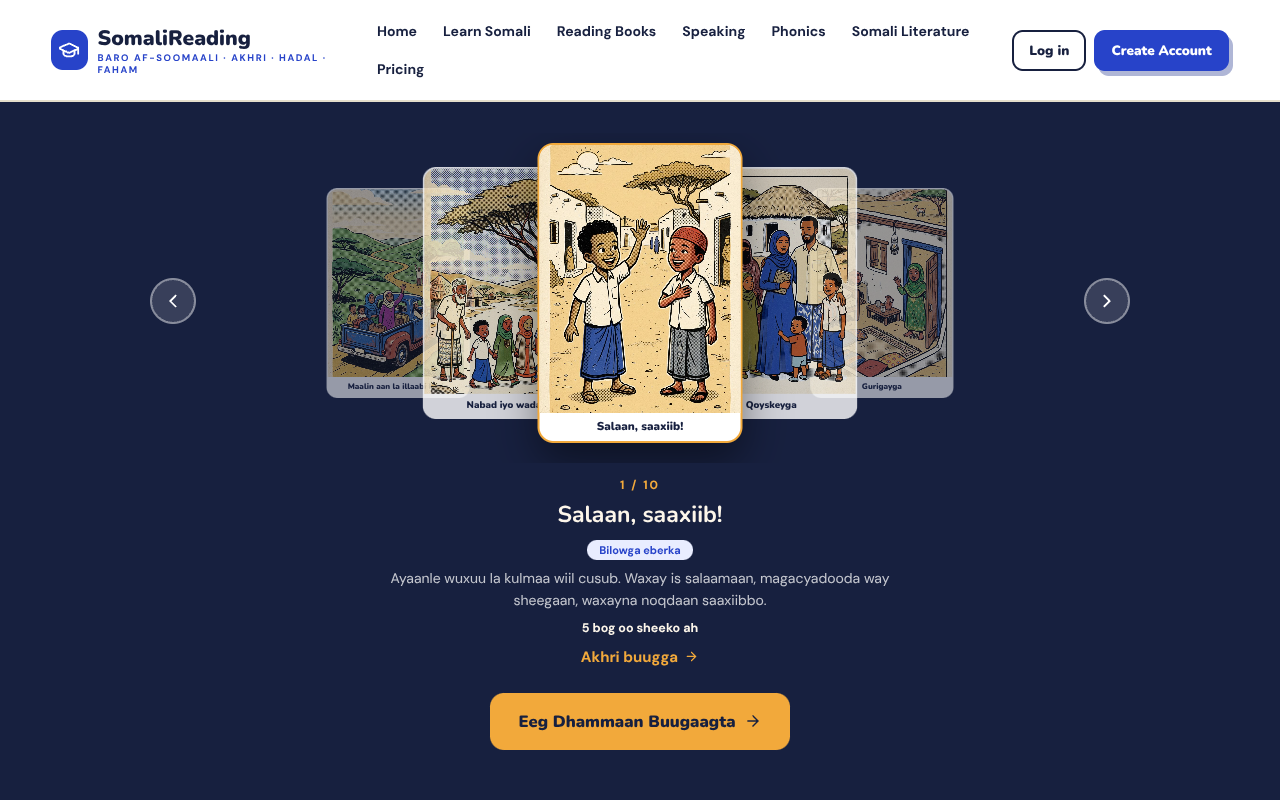 SomaliReading
BARO AF-SOOMAALI · AKHRI · HADAL ·
FAHAM
Home
Learn Somali
Reading Books
Speaking
Phonics
Somali Literature
Pricing
Log in
Create Account
Maalin aan la
Nabad iyo
Salaan, saaxiib!
Qoyskeyga
Gurigayga
1 / 10
Salaan, saaxiib!
Bilowga eberka
Ayaanle wuxuu la kulmaa wiil cusub. Waxay is salaamaan, magacyadooda way
sheegaan, waxayna noqdaan saaxiibbo.
5 bog oo sheeko ah
Akhri buugga →
Eeg Dhammaan Buugaagta →